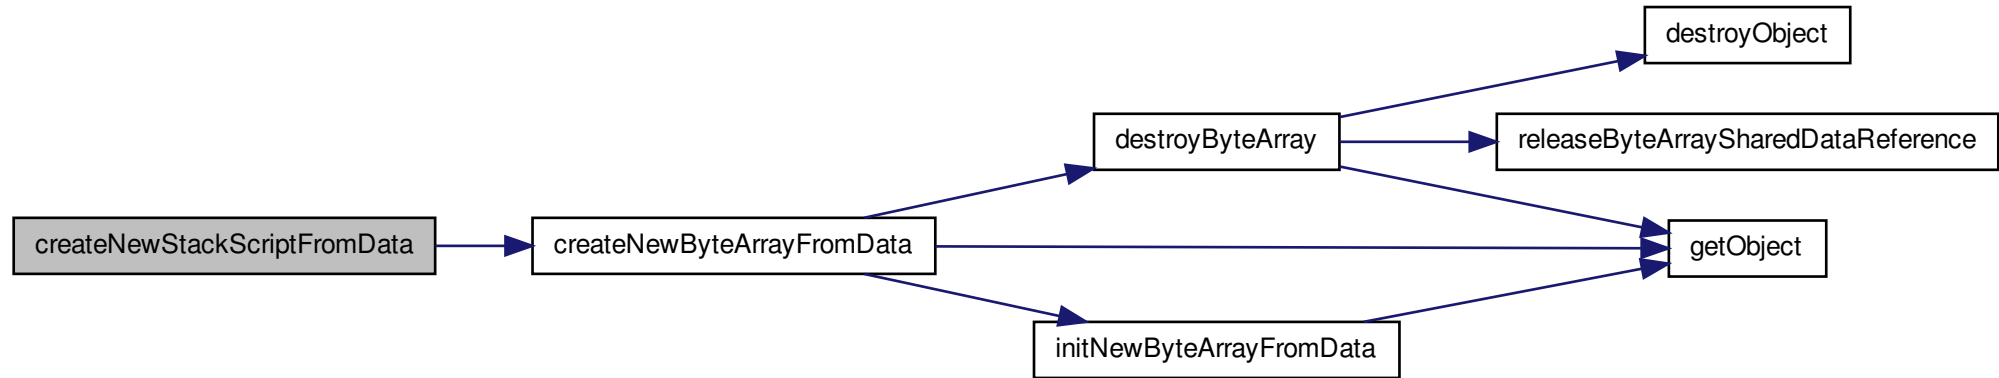 destroyObject
destroyByteArray
releaseByteArraySharedDataReference
createNewStackScriptFromData
createNewByteArrayFromData
getObject
initNewByteArrayFromData